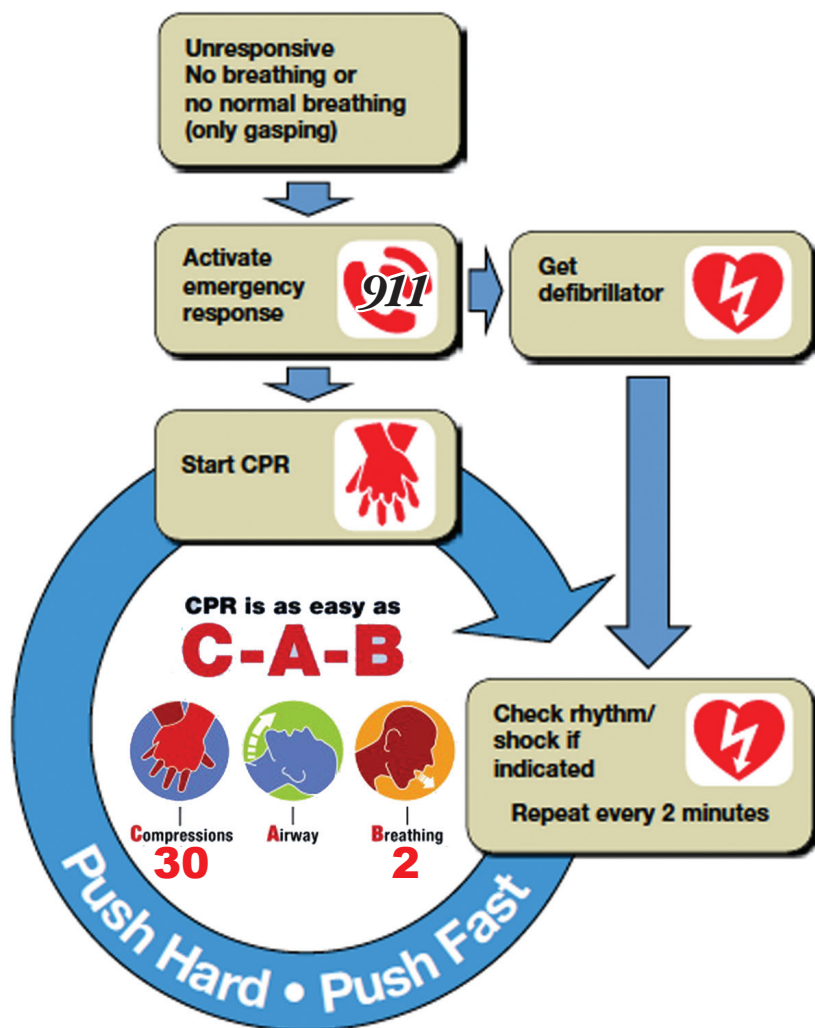 Unresponsive
No breathing or
no normal breathing
(only gasping)
Activate
emergency
response
911
Get
defibrillator
Start CPR
CPR is as easy as
C-A-B
Compressions
30
Airway
Breathing
2
Check rhythm/
shock if
indicated
Repeat every 2 minutes
Push Hard • Push Fast